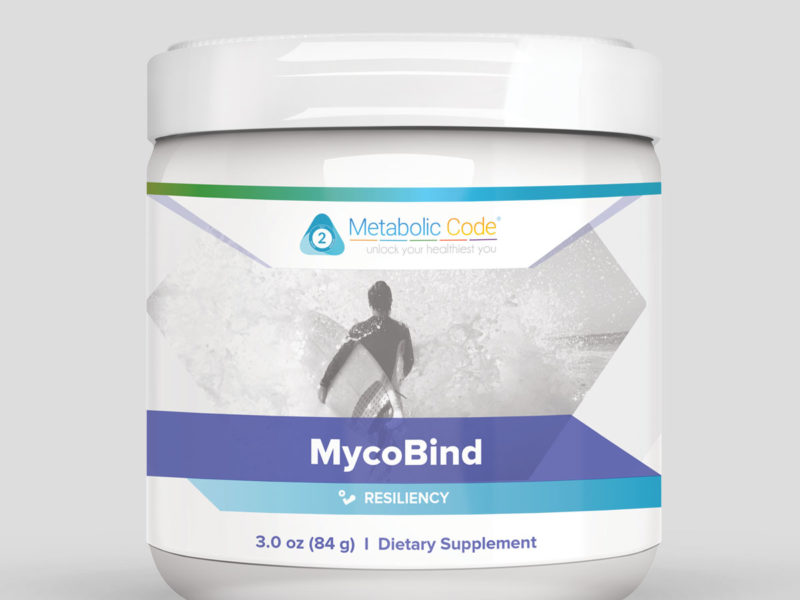 2
Metabolic Code®
unlock your healthiest you
MycoBind
RESILIENCY
3.0 oz (84 g) | Dietary Supplement